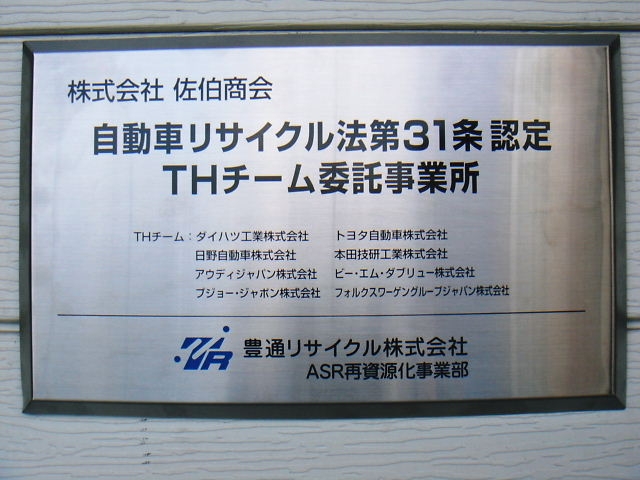 株式会社 佐伯商会
自動車リサイクル法第31条 認定
THチーム委託事業所
THチーム：ダイハツ工業株式会社 トヨタ自動車株式会社
日野自動車株式会社 本田技研工業株式会社
アウディジャパン株式会社 ビー・エム・ダブリュー株式会社
プジョー・ジャポン株式会社 フォルクスワーゲングループジャパン株式会社
豊通リサイクル株式会社
ASR再資源化事業部